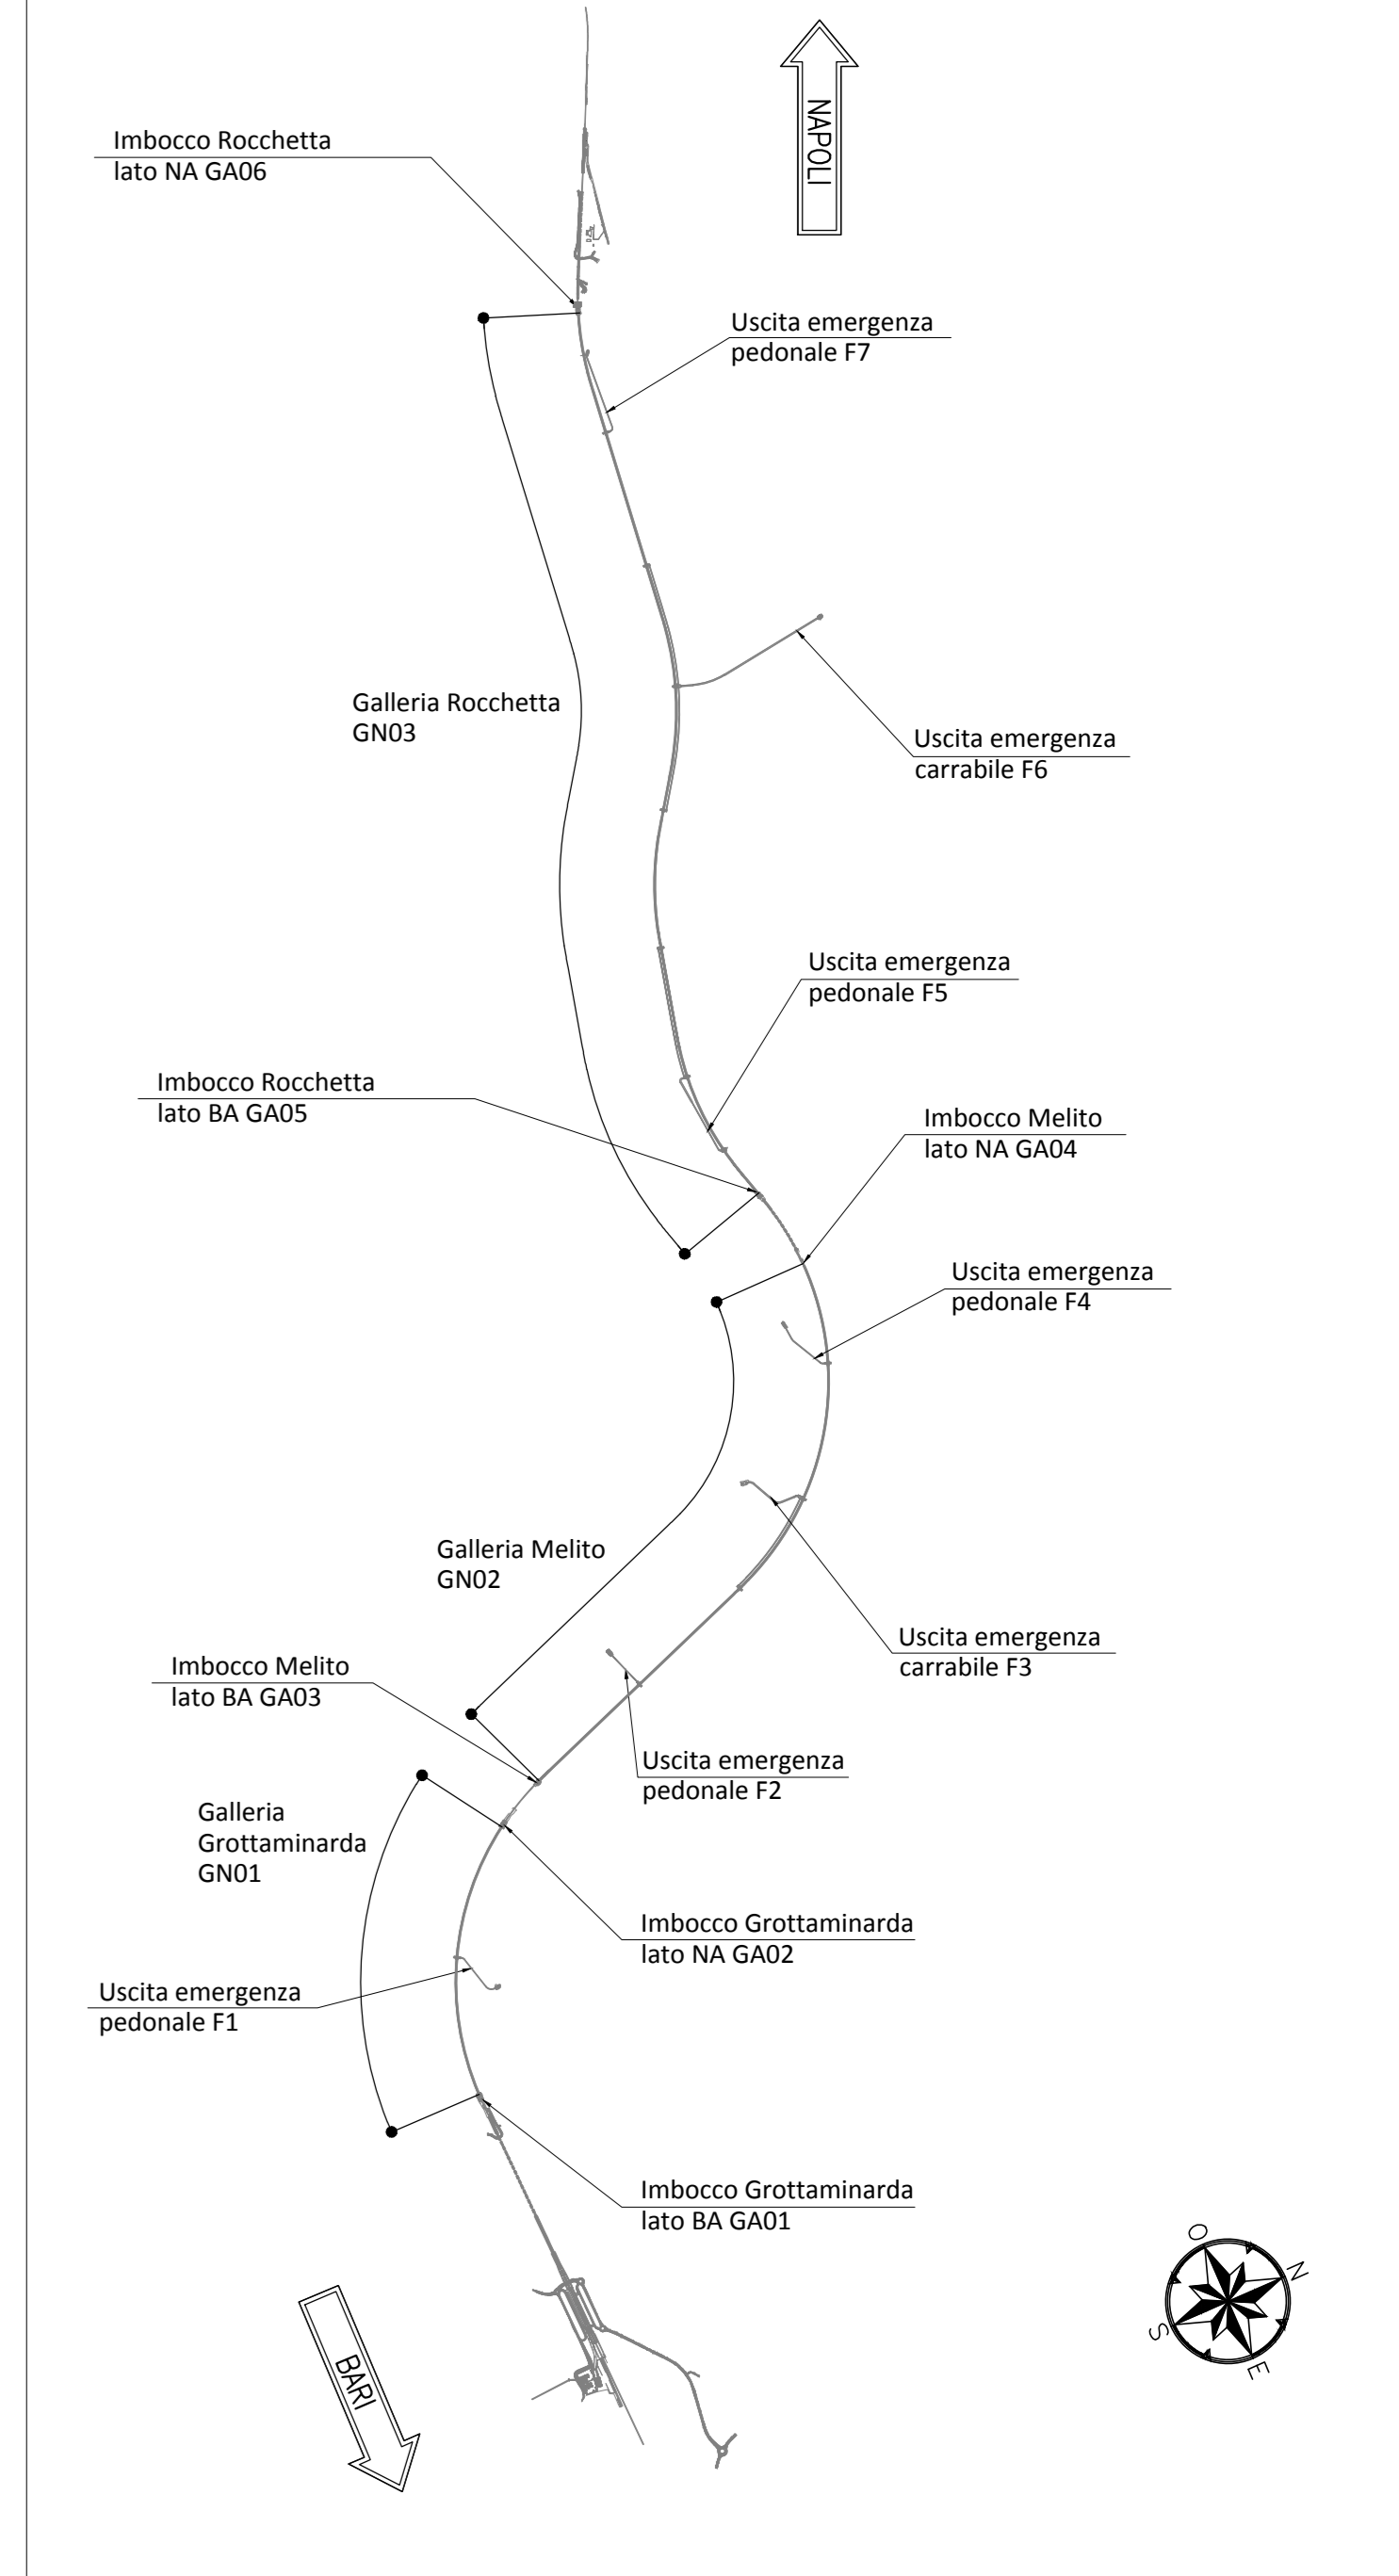 NAPOLI
Imbocco Rocchetta
lato NA GA06
Uscita emergenza
pedonale F7
Galleria Rocchetta
GN03
Uscita emergenza
carrabile F6
Uscita emergenza
pedonale F5
Imbocco Rocchetta
lato BA GA05
Imbocco Melito
lato NA GA04
Uscita emergenza
pedonale F4
Galleria Melito
GN02
Uscita emergenza
carrabile F3
Imbocco Melito
lato BA GA03
Uscita emergenza
pedonale F2
Galleria
Grottaminarda
GN01
Imbocco Grottaminarda
lato NA GA02
Uscita emergenza
pedonale F1
Imbocco Grottaminarda
lato BA GA01
O
N
S
E
BARI